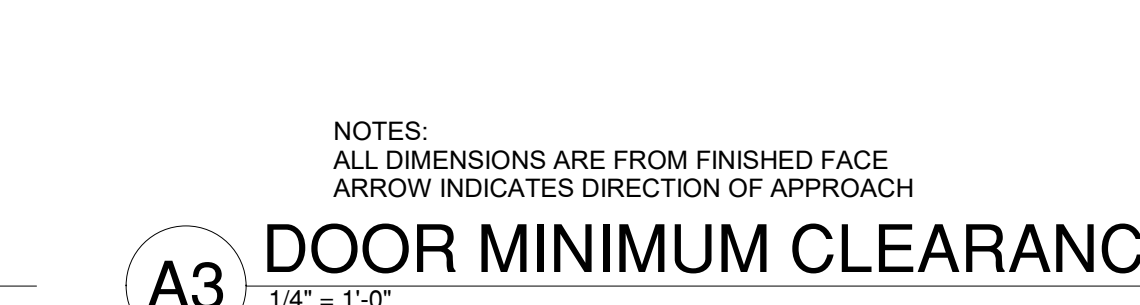 NOTES:
ALL DIMENSIONS ARE FROM FINISHED FACE
ARROW INDICATES DIRECTION OF APPROACH
DOOR MINIMUM CLEARANC
A3
1/4" = 1'-0"